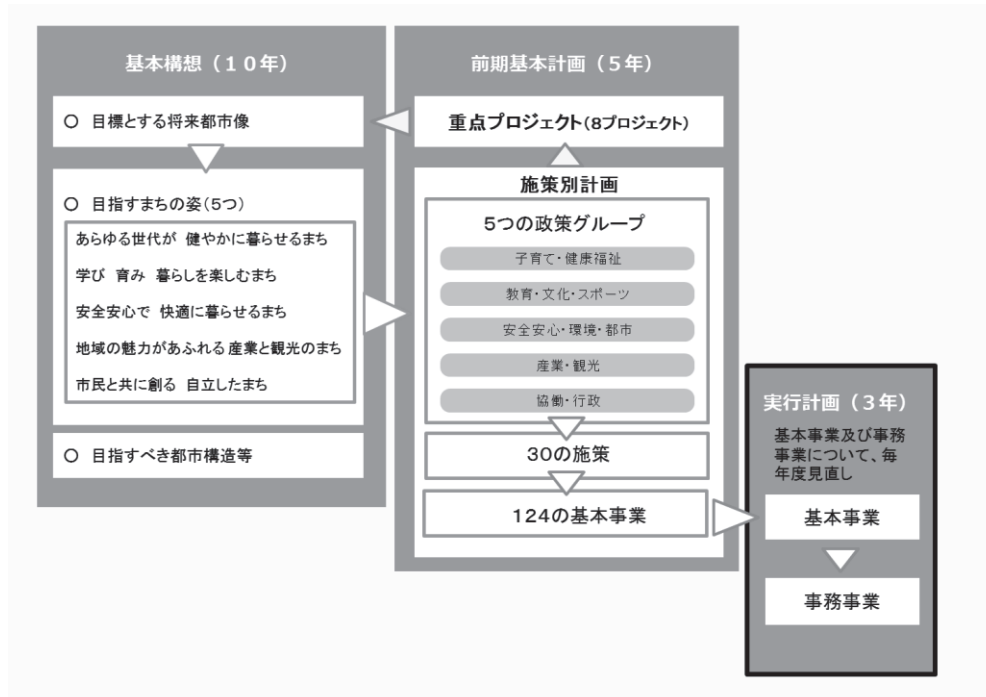 基本構想（１０年）
○ 目標とする将来都市像
○ 目指すまちの姿（５つ）
あらゆる世代が 健やかに暮らせるまち
学び 育み 暮らしを楽しむまち
安全安心で 快適に暮らせるまち
地域の魅力があふれる 産業と観光のまち
市民と共に創る 自立したまち
○ 目指すべき都市構造等
前期基本計画（５年）
重点プロジェクト（8プロジェクト）
施策別計画
５つの政策グループ
子育て・健康福祉
教育・文化・スポーツ
安全安心・環境・都市
産業・観光
協働・行政
３０の施策
１２４の基本事業
実行計画（３年）
基本事業及び事務
事業について、毎
年度見直し
基本事業
事務事業